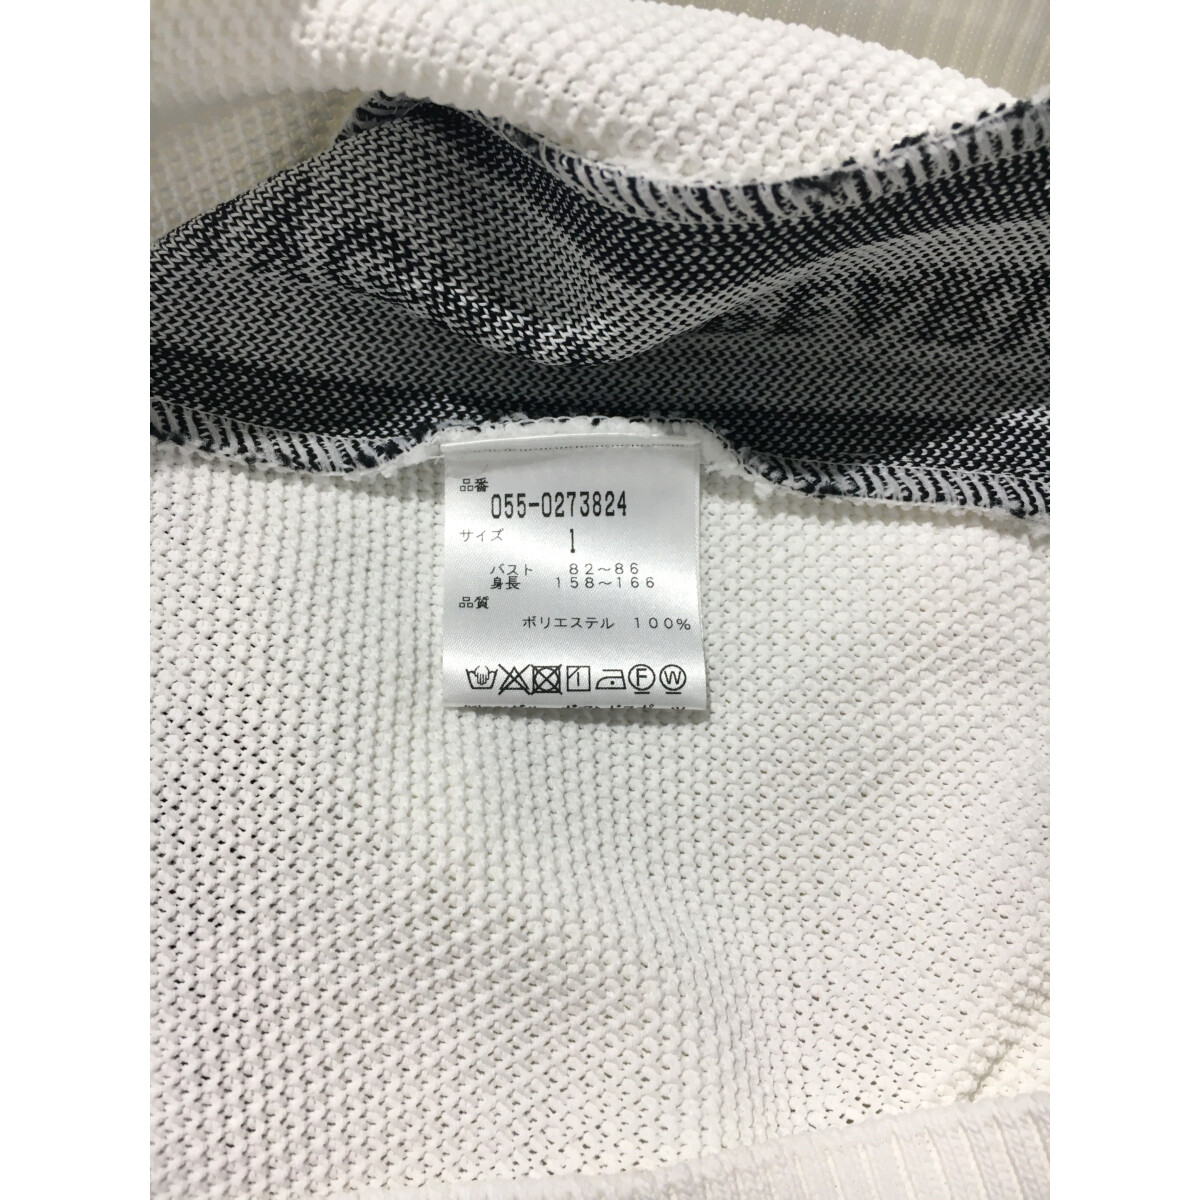 品番
055-0273824
サイズ
1
バスト 82～86
身長 158～166
品質
ポリエステル 100%
F W